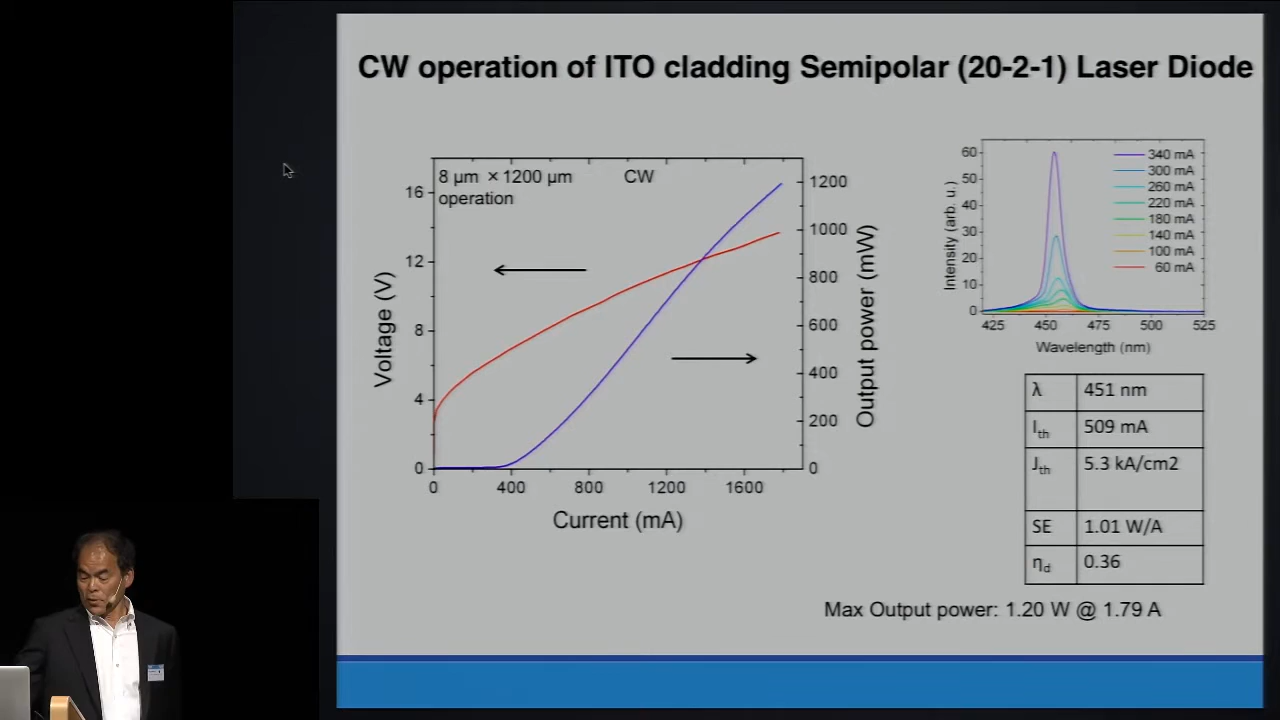 CW operation of ITO cladding Semipolar (20-2-1) Laser Diode
8 µm × 1200 µm CW
operation
16
12
8
4
0
Voltage (V)
0 400 800 1200 1600
Current (mA)
1200
1000
800
600
400
200
0
Output power (mW)
60
50
40
30
20
10
0
Intensity (arb. u.)
340 mA
300 mA
260 mA
220 mA
180 mA
140 mA
100 mA
60 mA
425 450 475 500 525
Wavelength (nm)
λ 451 nm
Ith 509 mA
Jth 5.3 kA/cm2
SE 1.01 W/A
ηd 0.36
Max Output power: 1.20 W @ 1.79 A